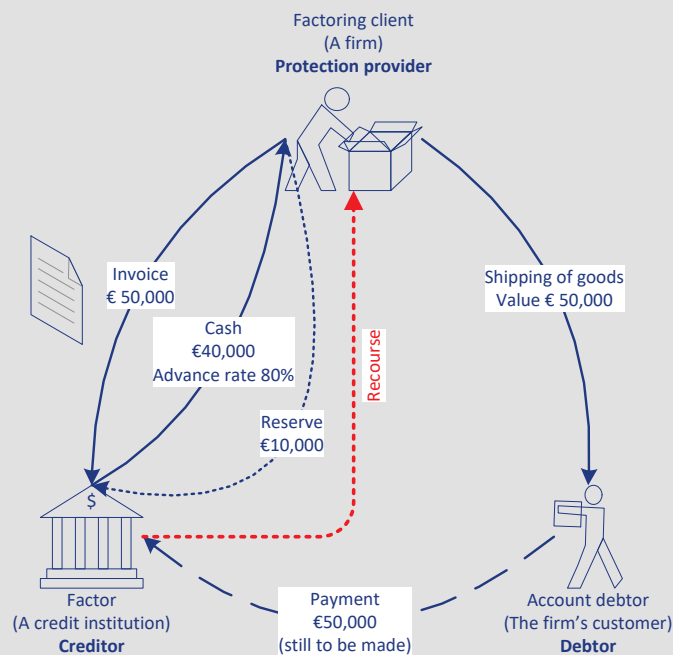 Factoring client
(A firm)
Protection provider
Invoice
€ 50,000
Shipping of goods
Value € 50,000
Cash
€40,000
Advance rate 80%
Recourse
Reserve
€10,000
$
Factor
(A credit institution)
Creditor
Payment
€50,000
(still to be made)
Account debtor
(The firm's customer)
Debtor